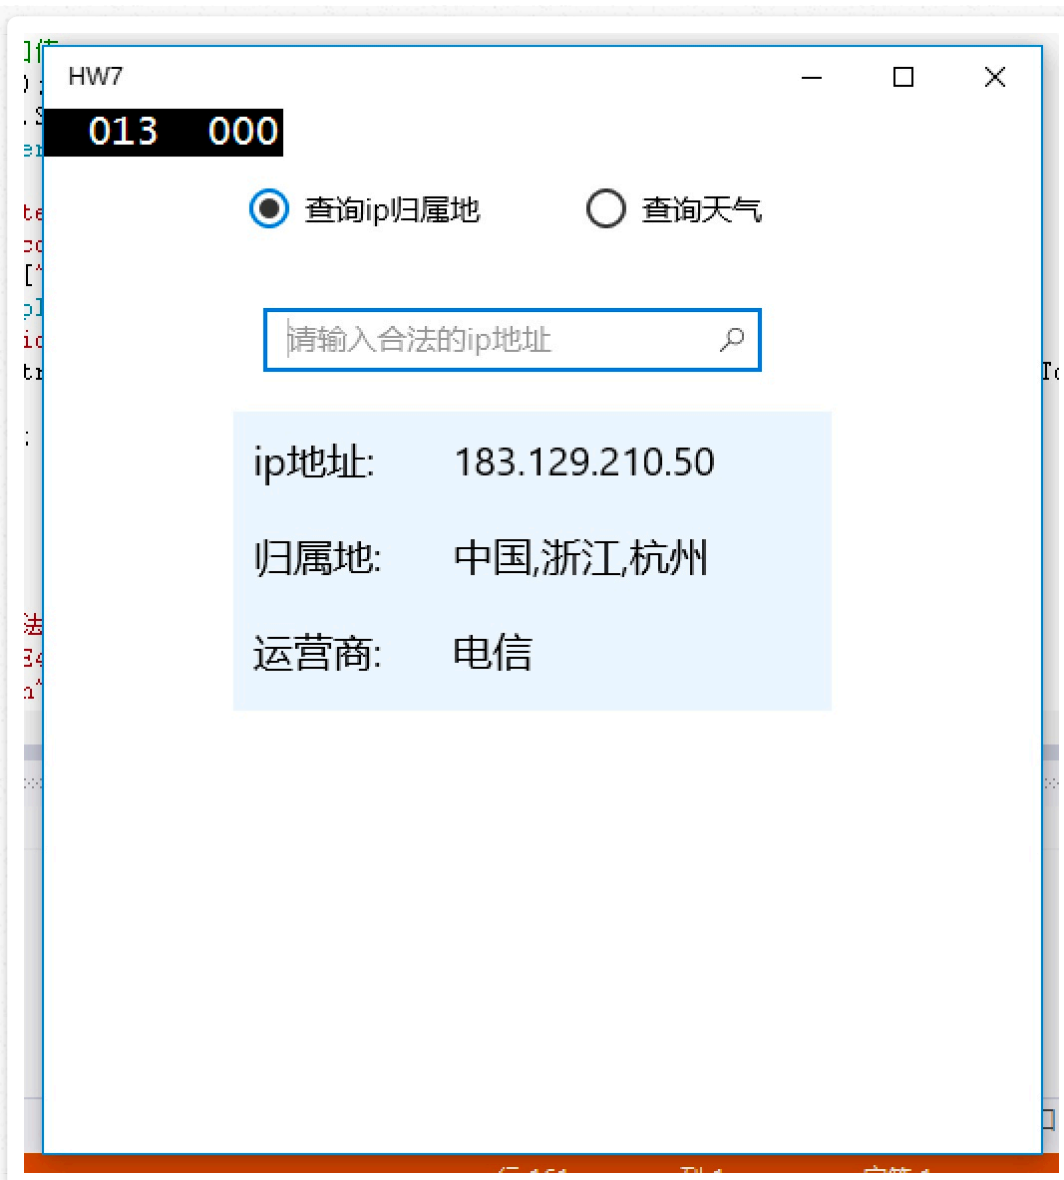 HW7
013 000
查询ip归属地 查询天气
请输入合法的ip地址
ip地址: 183.129.210.50
归属地: 中国,浙江,杭州
运营商: 电信